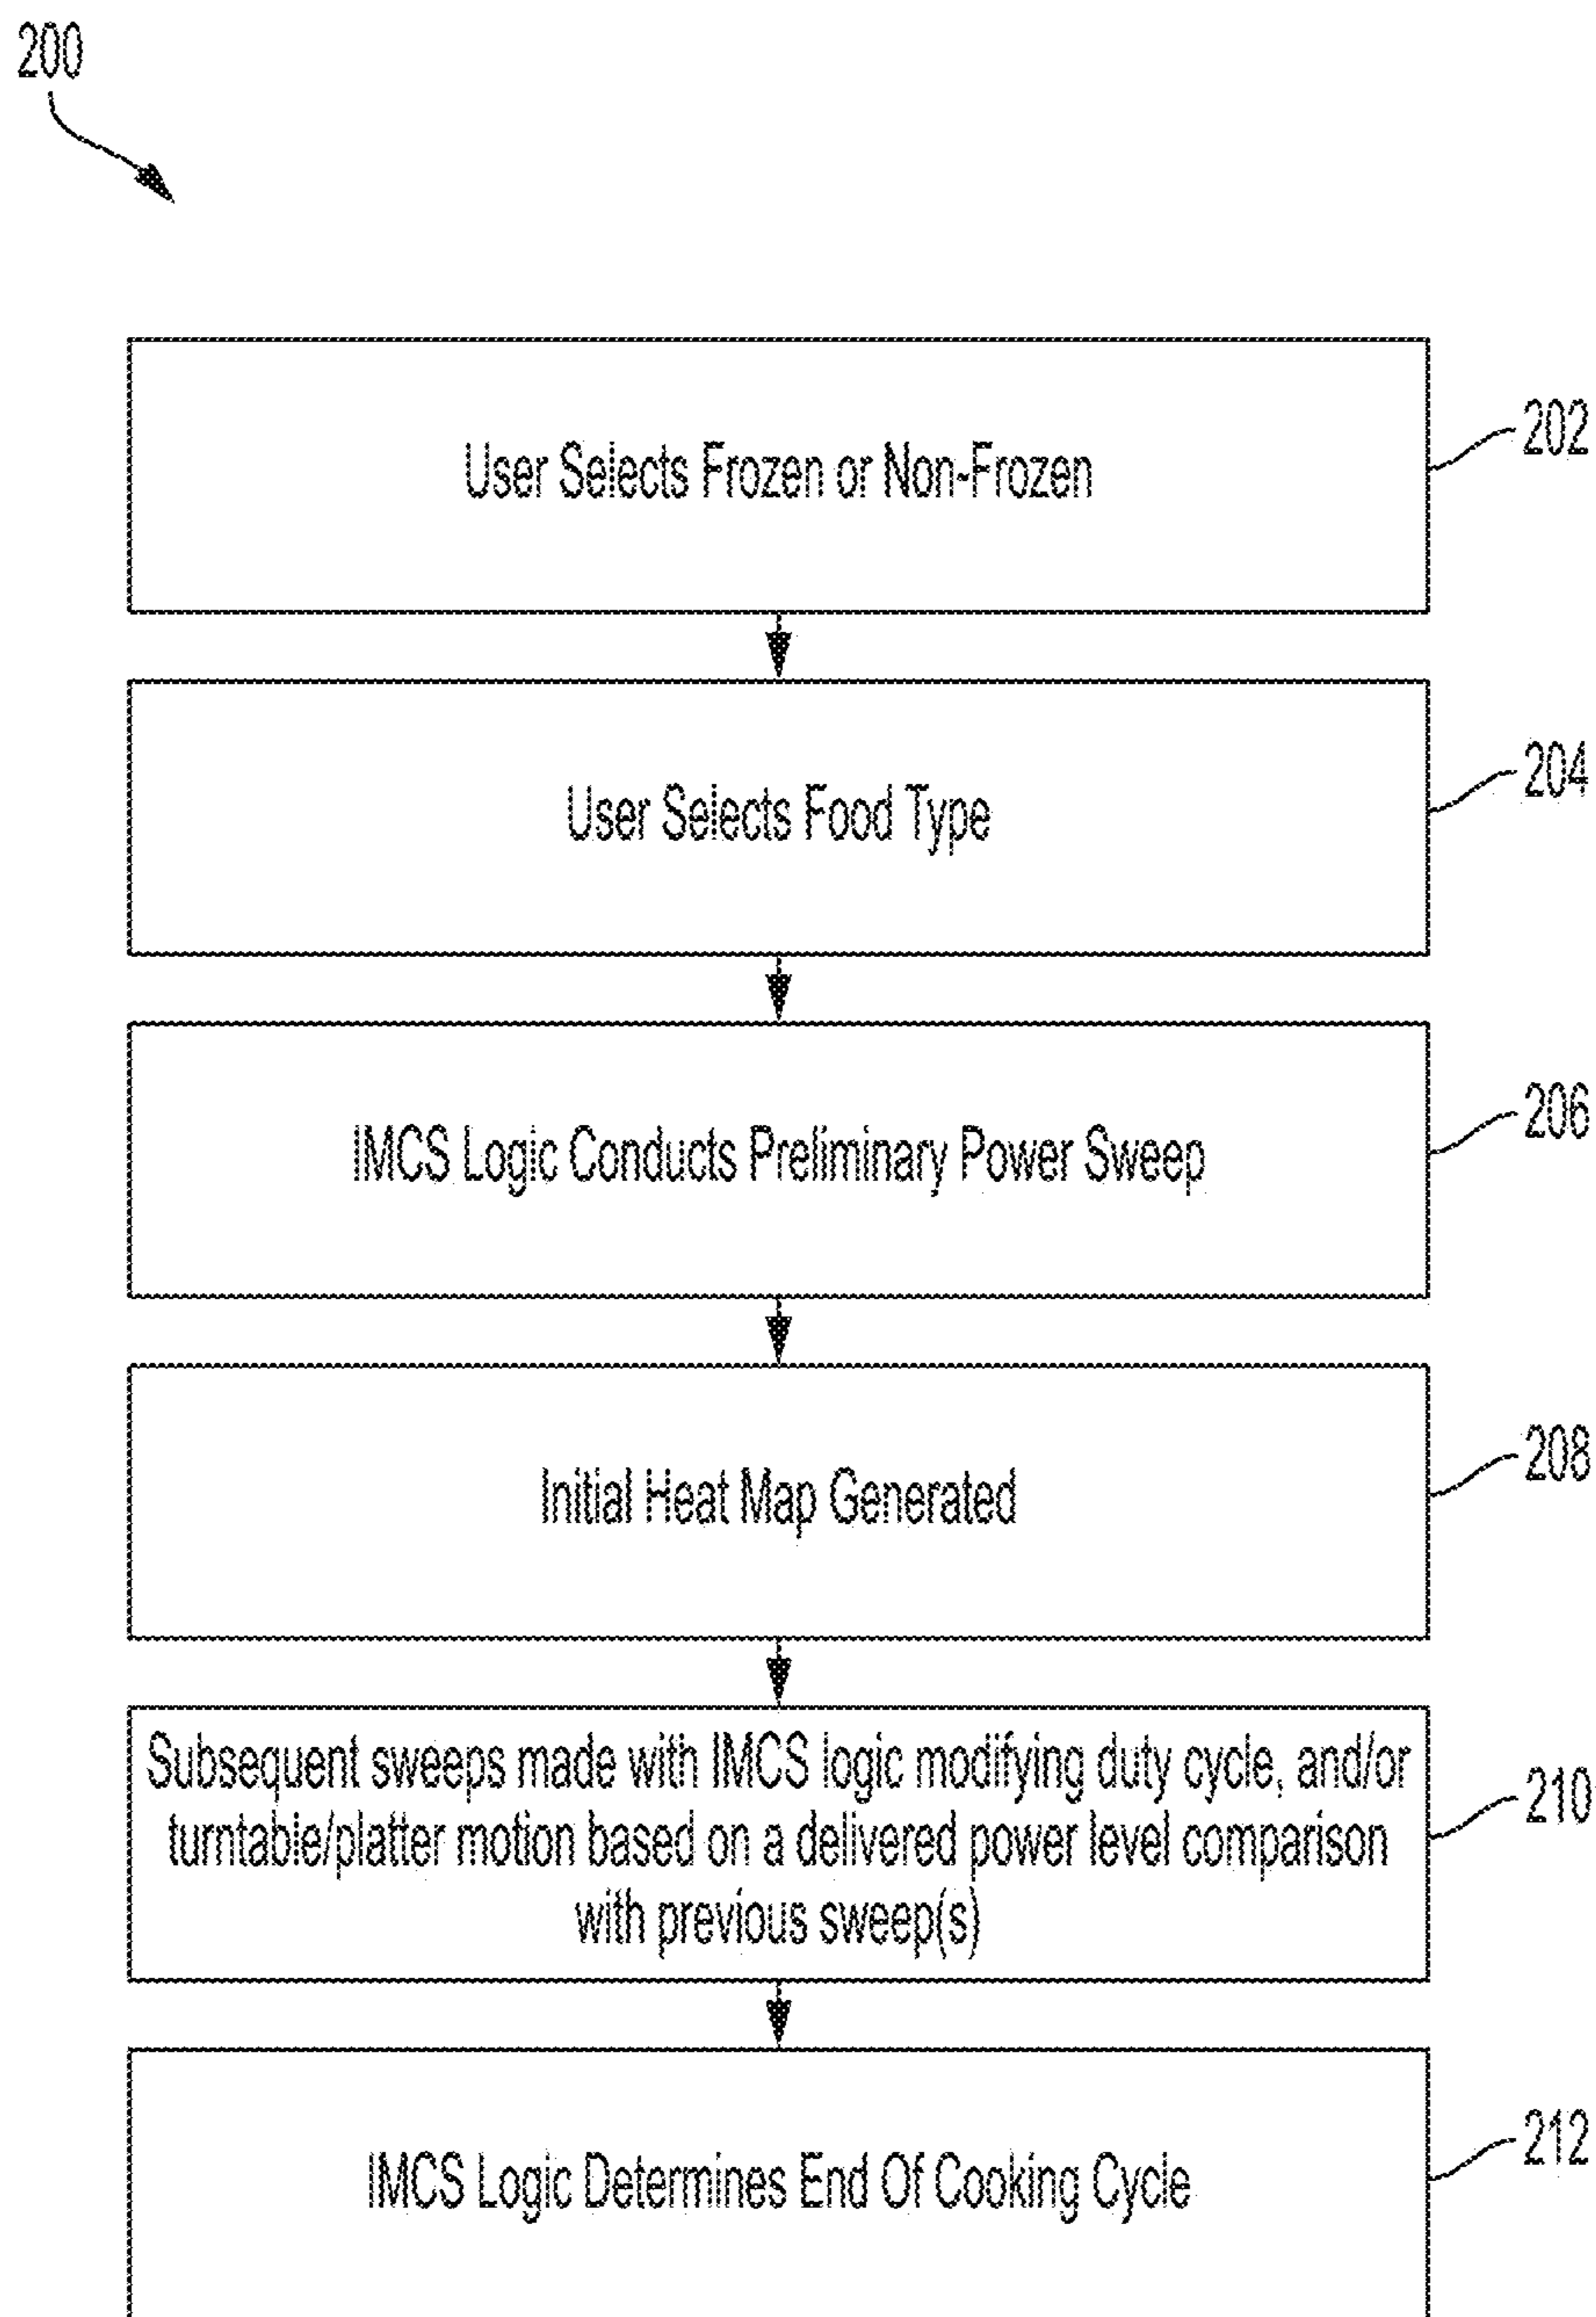 200
User Selects Frozen or Non-Frozen
202
User Selects Food Type
204
IMCS Logic Conducts Preliminary Power Sweep
206
Initial Heat Map Generated
208
Subsequent sweeps made with IMCS logic modifying duty cycle, and/or
turntable/platter motion based on a delivered power level comparison
with previous sweep(s)
210
IMCS Logic Determines End Of Cooking Cycle
212